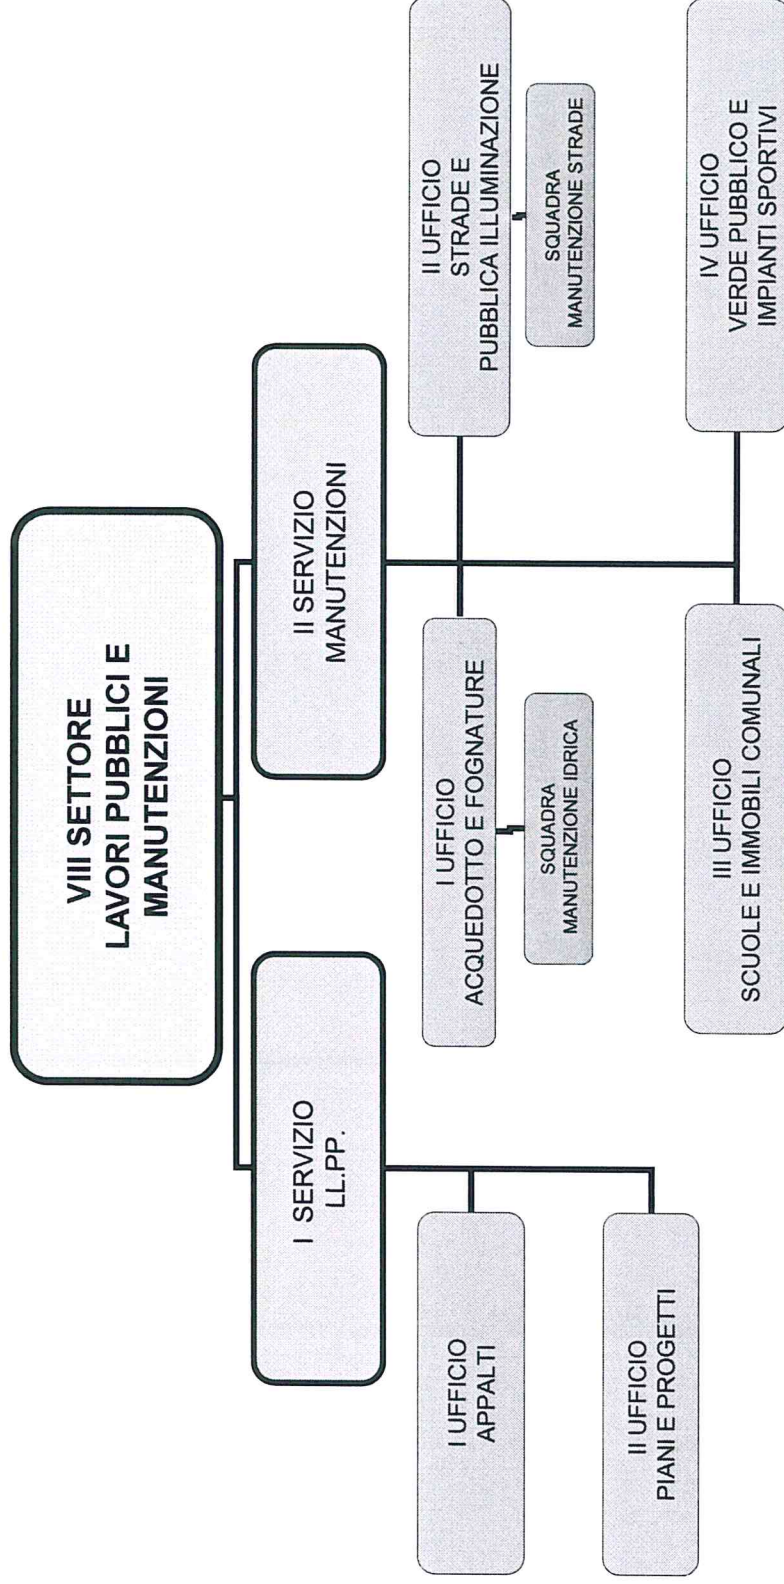 VIII SETTORE
LAVORI PUBBLICI E
MANUTENZIONI
I SERVIZIO
LL.PP.
I UFFICIO
APPALTI
II UFFICIO
PIANI E PROGETTI
II SERVIZIO
MANUTENZIONI
I UFFICIO
ACQUEDOTTO E FOGNATURE
SQUADRA
MANUTENZIONE IDRICA
II UFFICIO
STRADE E
PUBBLICA ILLUMINAZIONE
SQUADRA
MANUTENZIONE STRADE
III UFFICIO
SCUOLE E IMMOBILI COMUNALI
IV UFFICIO
VERDE PUBBLICO E
IMPIANTI SPORTIVI